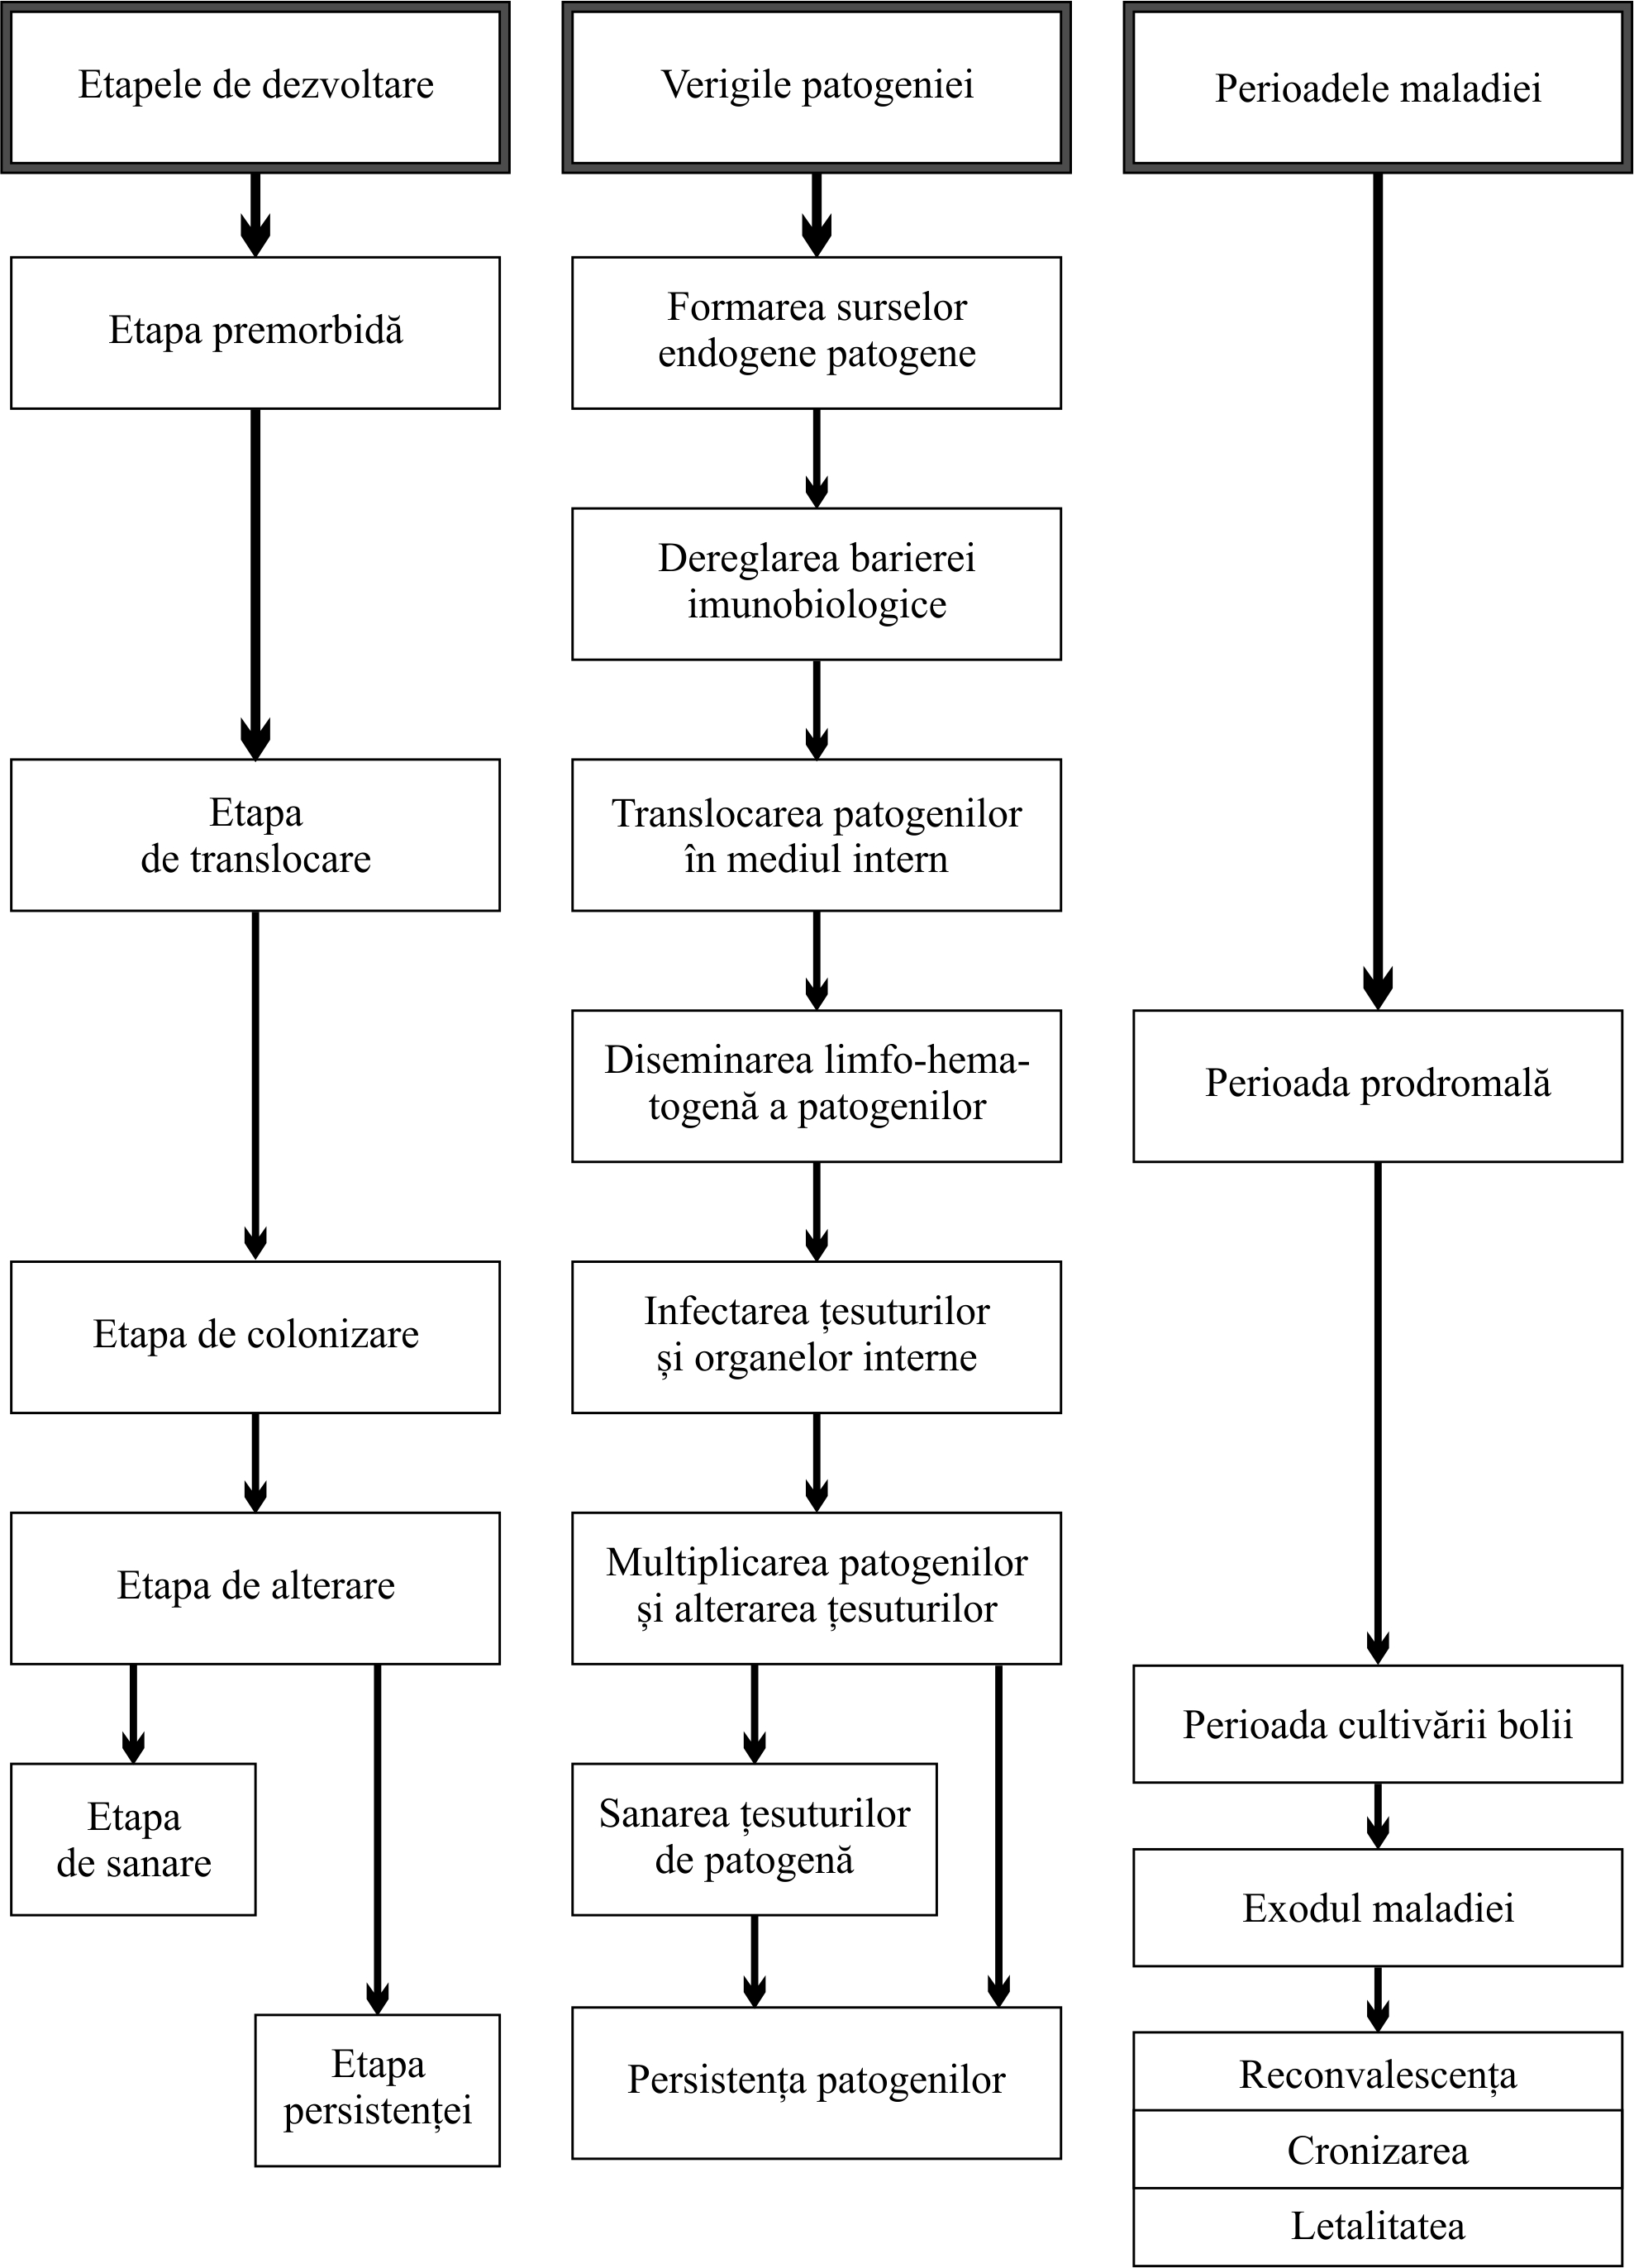 Etapele de dezvoltare
Etapa premorbidă
Etapa
de translocare
Etapa de colonizare
Etapa de alterare
Etapa
de sanare
Etapa
persistenței
Verigile patogeniei
Formarea surselor
endogene patogene
Dereglarea barierei
imunobiologice
Translocarea patogenilor
în mediul intern
Diseminarea limfo-hema-
togenă a patogenilor
Infectarea țesuturilor
și organelor interne
Multiplicarea patogenilor
și alterarea țesuturilor
Sanarea țesuturilor
de patogenă
Persistența patogenilor
Perioadele maladiei
Perioada prodromală
Perioada cultivării bolii
Exodul maladiei
Reconvalescența
Cronizarea
Letalitatea